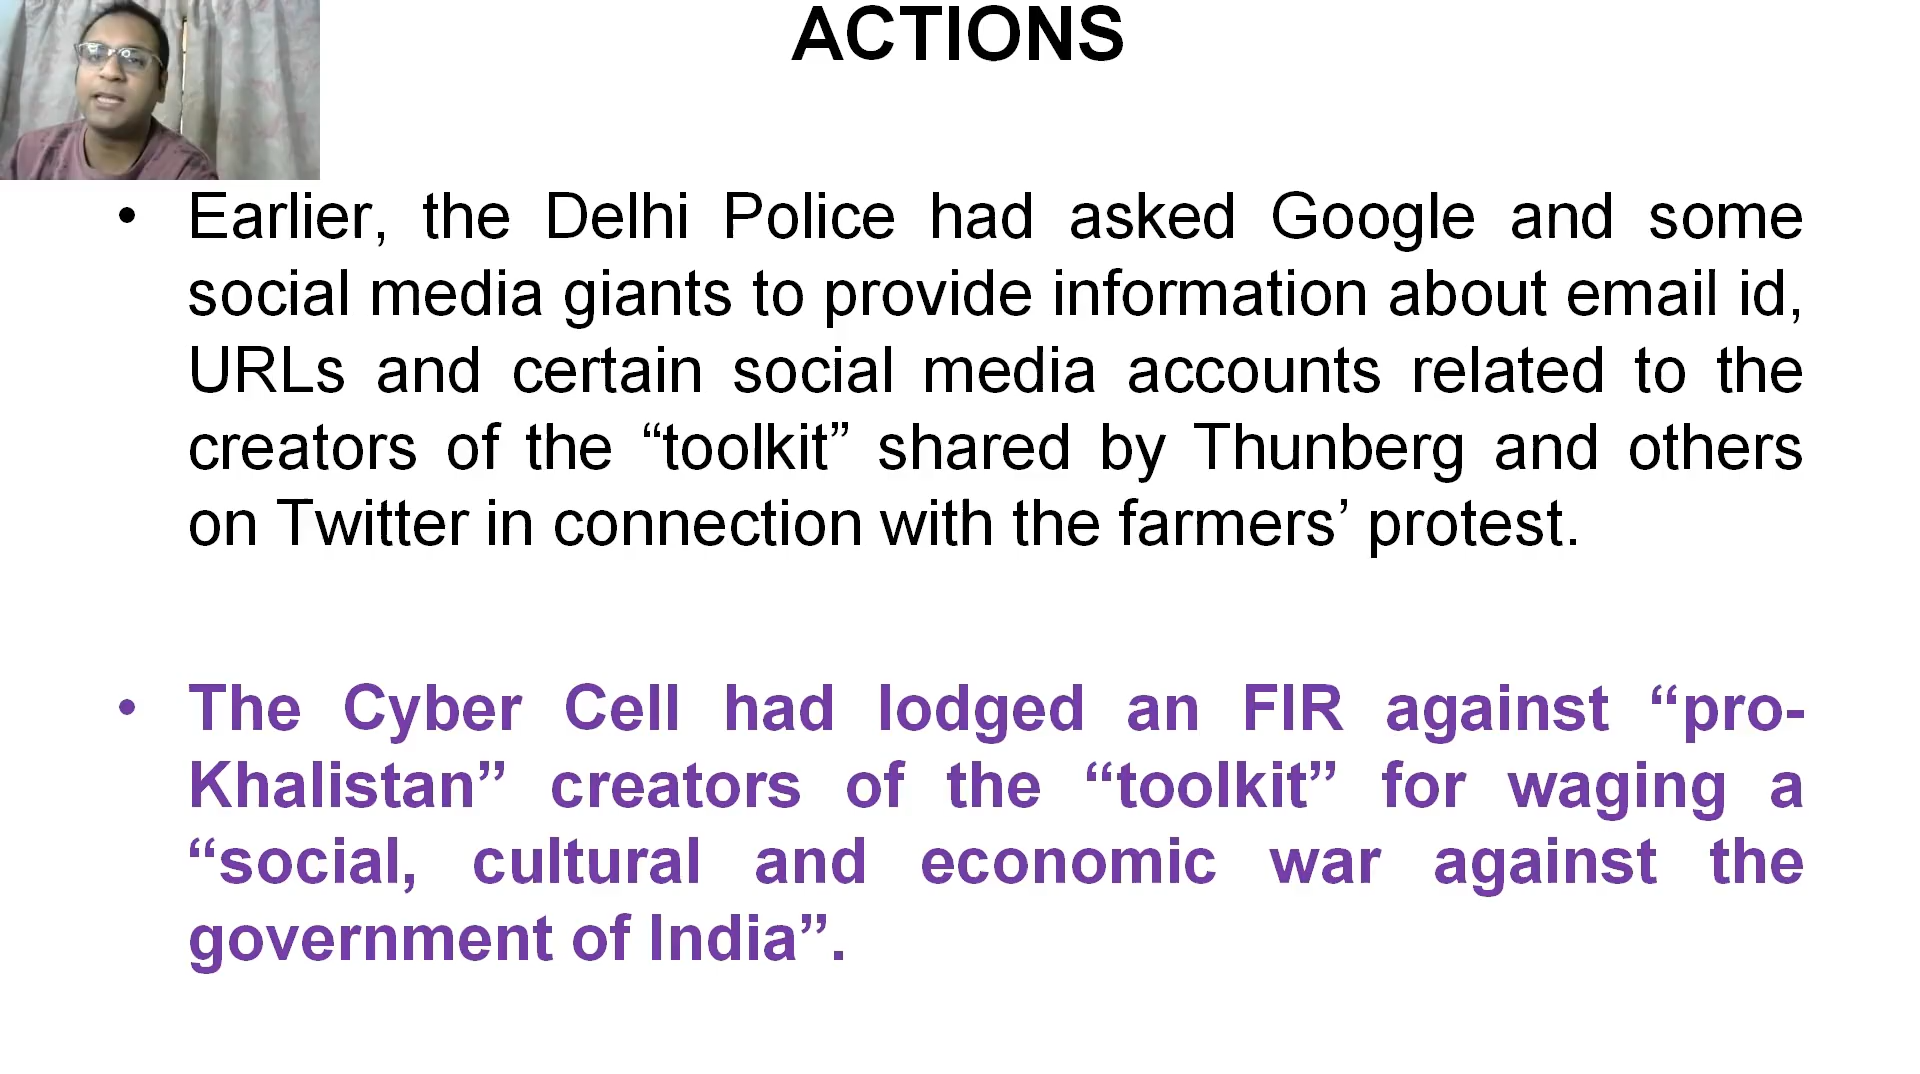 ACTIONS
• Earlier, the Delhi Police had asked Google and some
social media giants to provide information about email id,
URLs and certain social media accounts related to the
creators of the “toolkit” shared by Thunberg and others
on Twitter in connection with the farmers’ protest.
• The Cyber Cell had lodged an FIR against “pro-
Khalistan” creators of the “toolkit” for waging a
“social, cultural and economic war against the
government of India”.